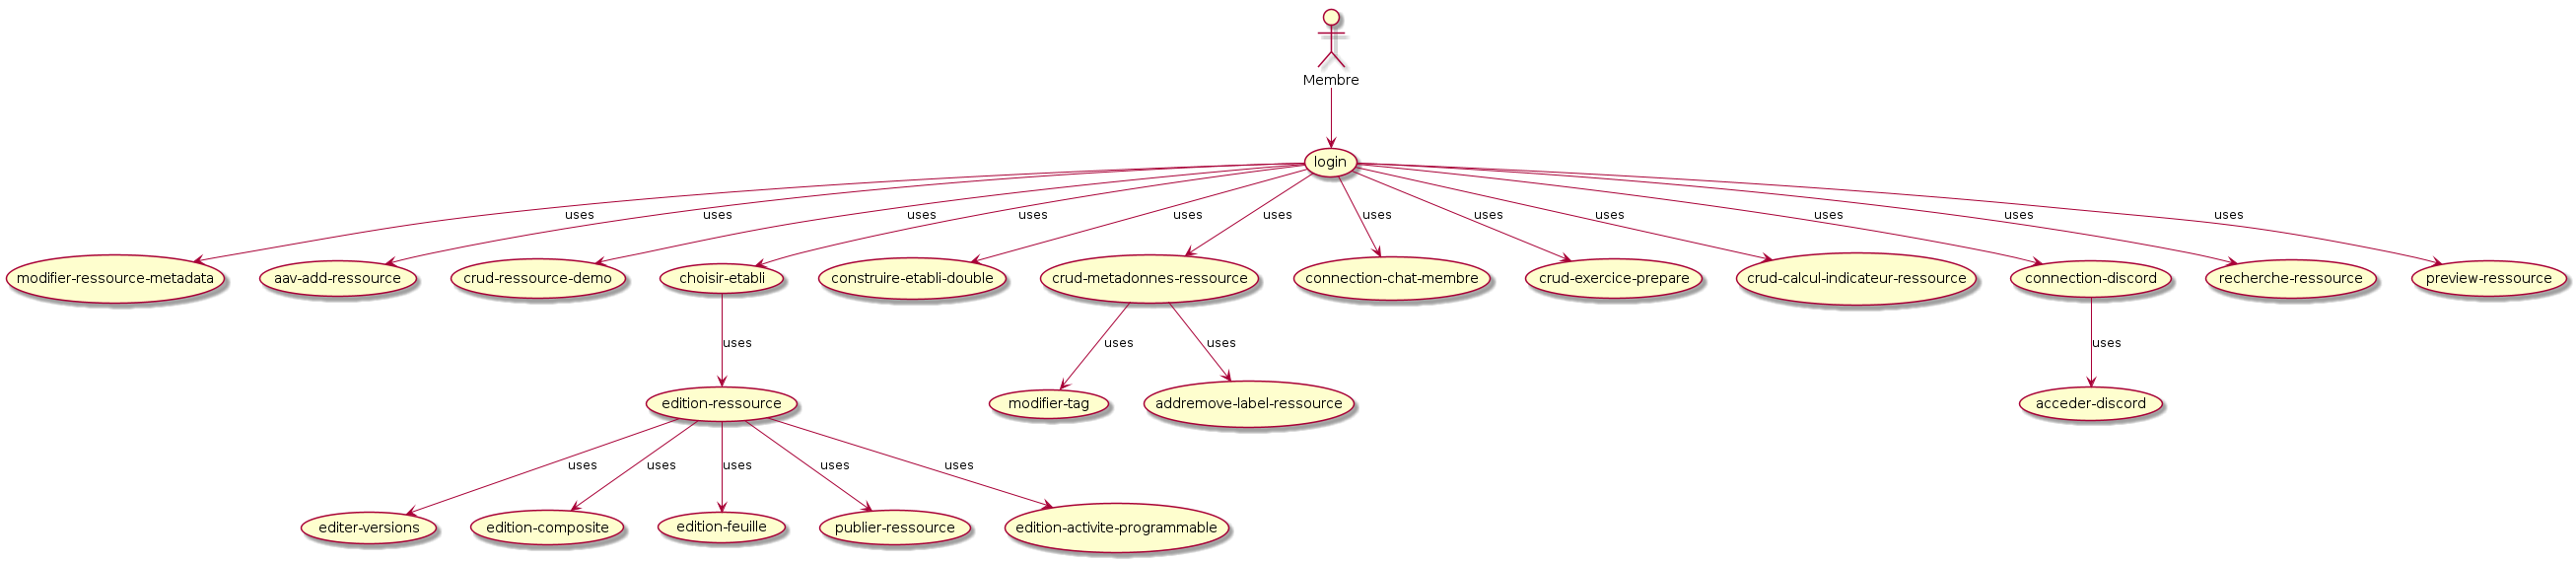 Membre
login
uses uses uses uses uses uses uses uses uses uses uses uses
modifier-ressource-metadata aav-add-ressource crud-ressource-demo choisir-etabli construire-etabli-double crud-metadonnes-ressource connection-chat-membre crud-exercice-prepare crud-calcul-indicateur-ressource connection-discord recherche-ressource preview-ressource
uses uses uses uses
edition-ressource modifier-tag addremove-label-ressource acceder-discord
uses uses uses uses uses
editer-versions edition-composite edition-feuille publier-ressource edition-activite-programmable